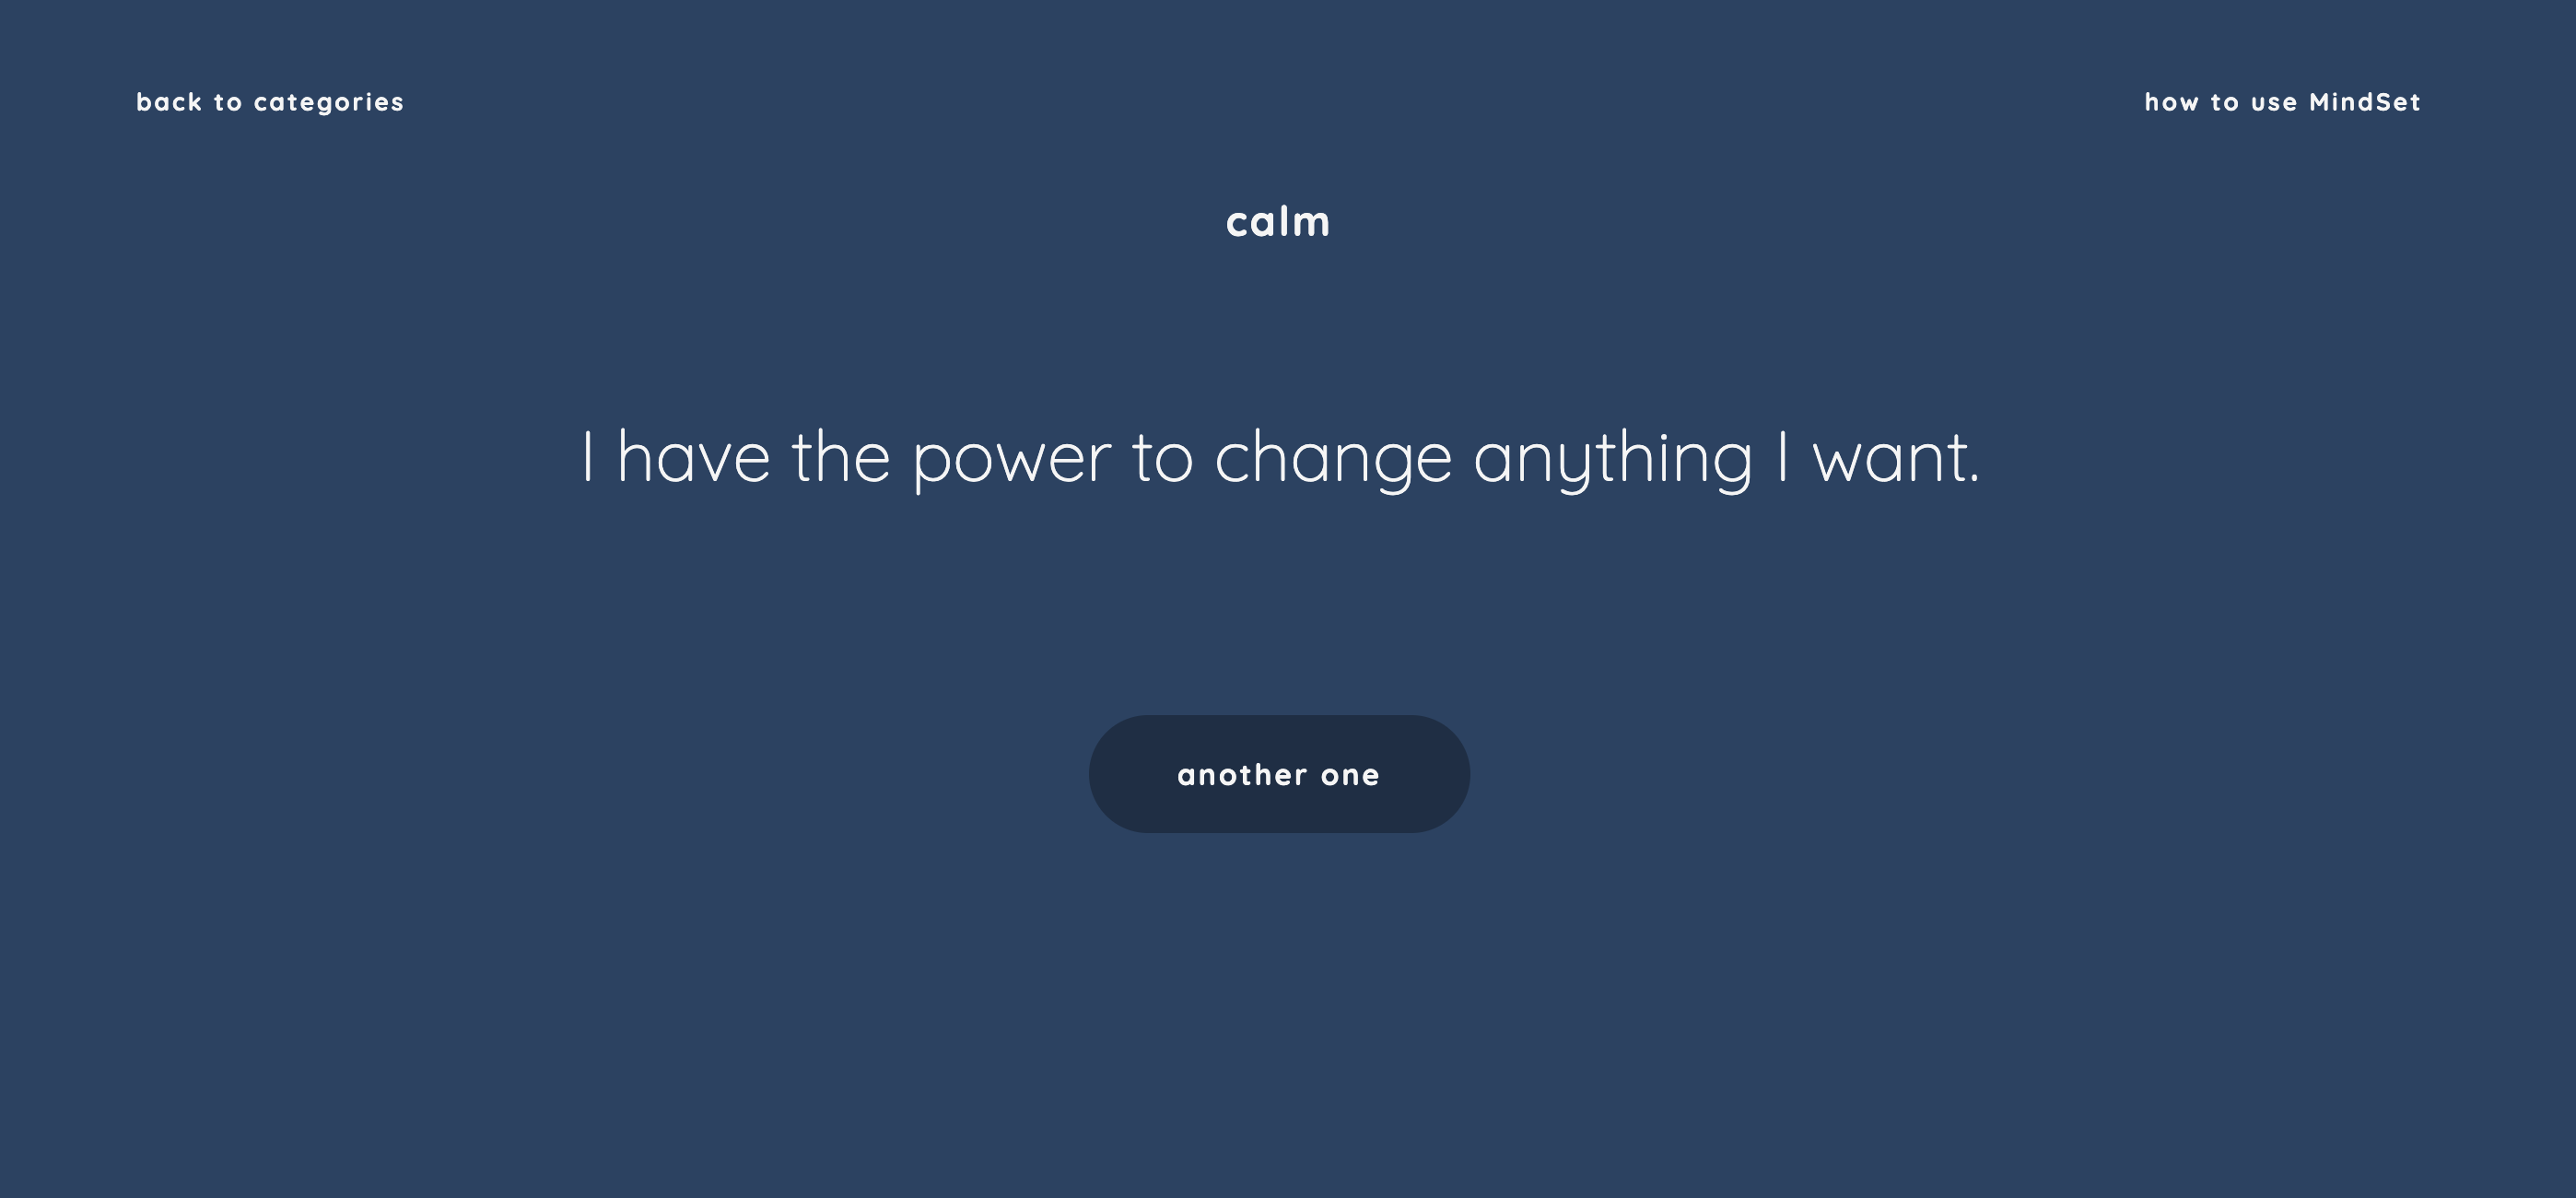 back to categories
how to use MindSet
calm
I have the power to change anything I want.
another one